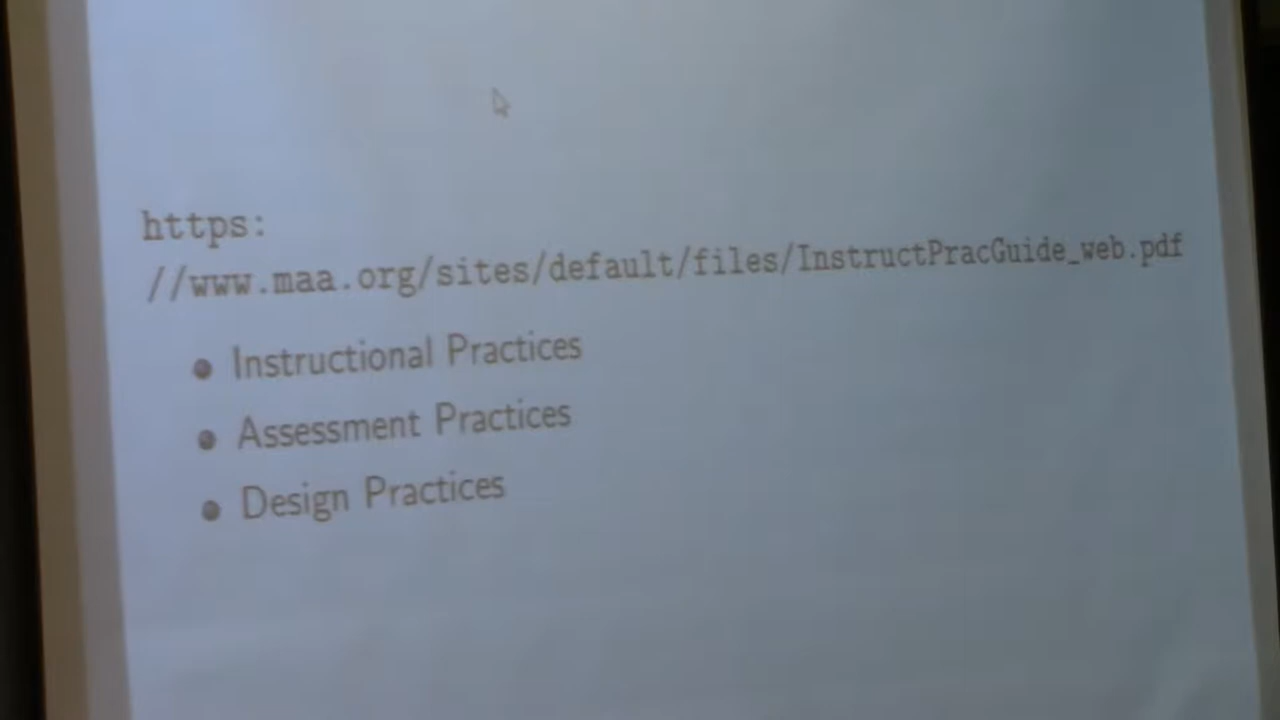 https:
//www.maa.org/sites/default/files/InstructPracGuide_web.pdf
Instructional Practices
Assessment Practices
Design Practices